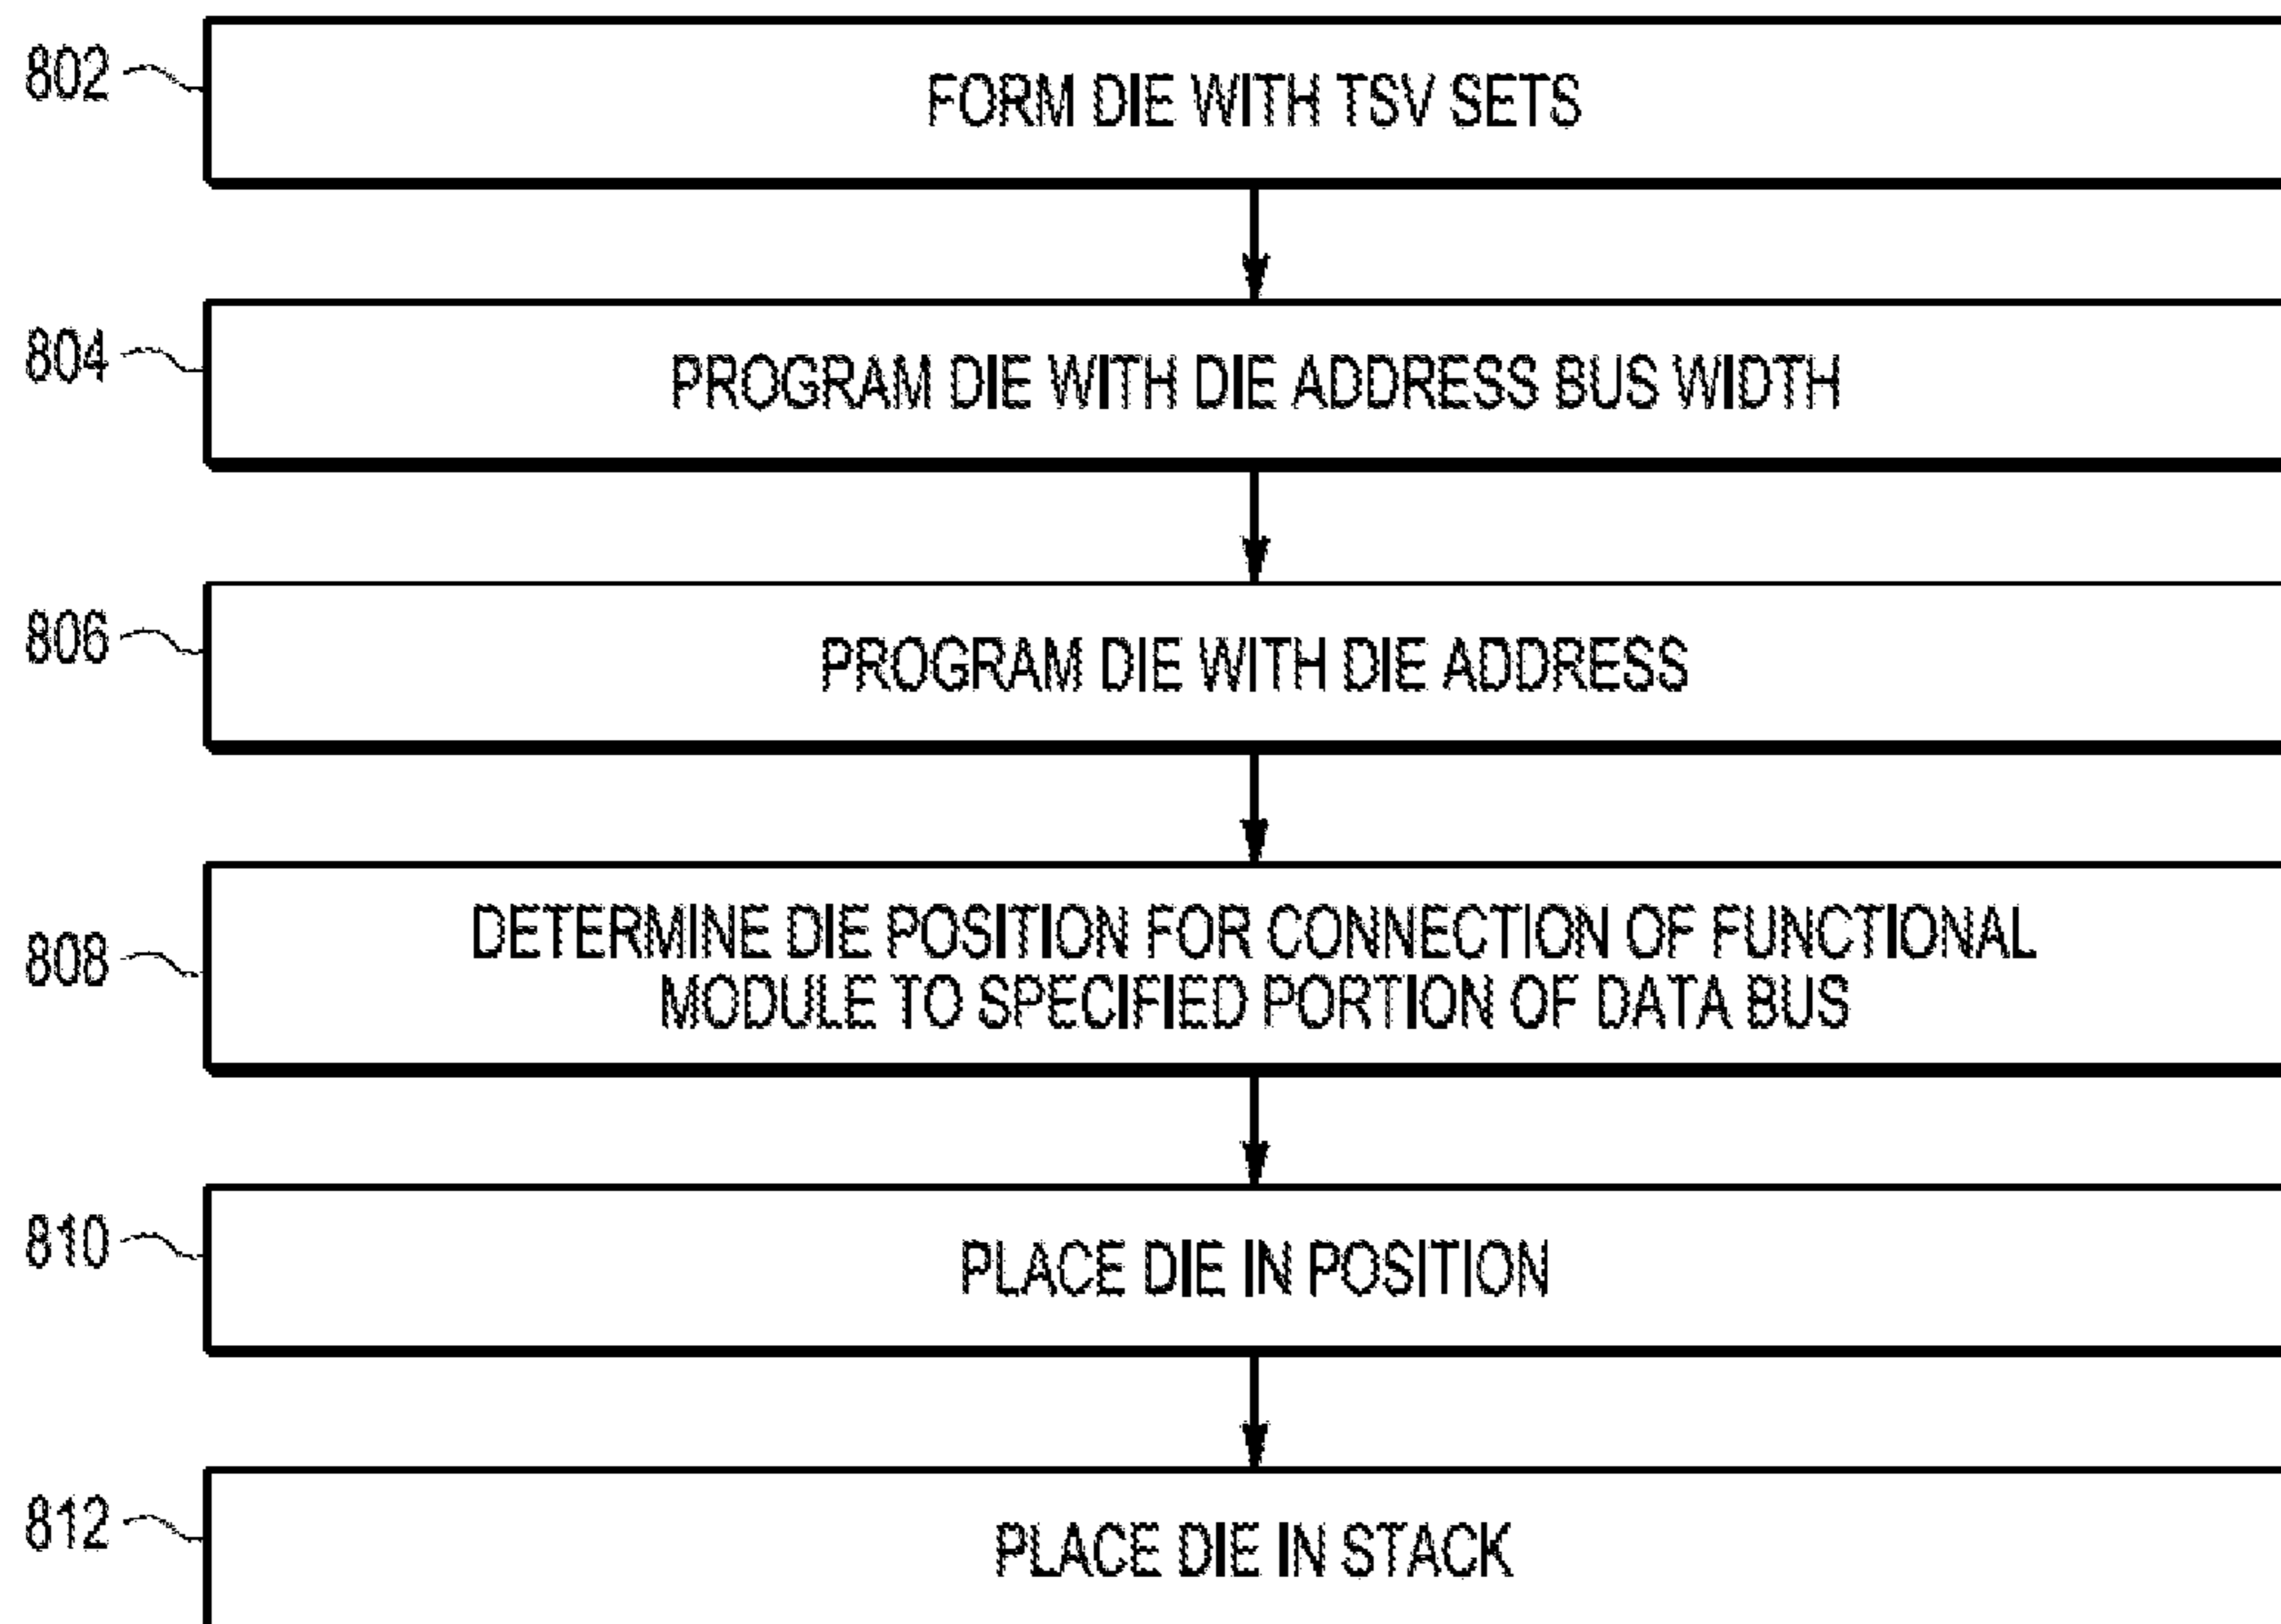 802
FORM DIE WITH TSV SETS
804
PROGRAM DIE WITH DIE ADDRESS BUS WIDTH
806
PROGRAM DIE WITH DIE ADDRESS
808
DETERMINE DIE POSITION FOR CONNECTION OF FUNCTIONAL
MODULE TO SPECIFIED PORTION OF DATA BUS
810
PLACE DIE IN POSITION
812
PLACE DIE IN STACK